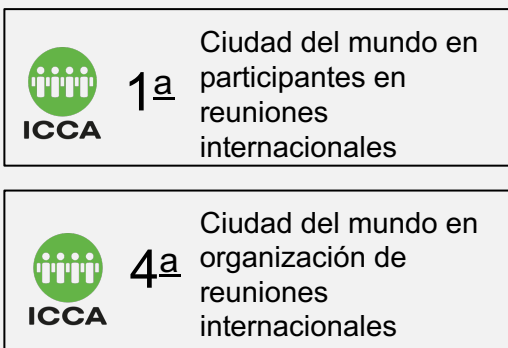 Ciudad del mundo en
1ª participantes en
reuniones
internacionales
ICCA
Ciudad del mundo en
4ª organización de
reuniones
internacionales
ICCA